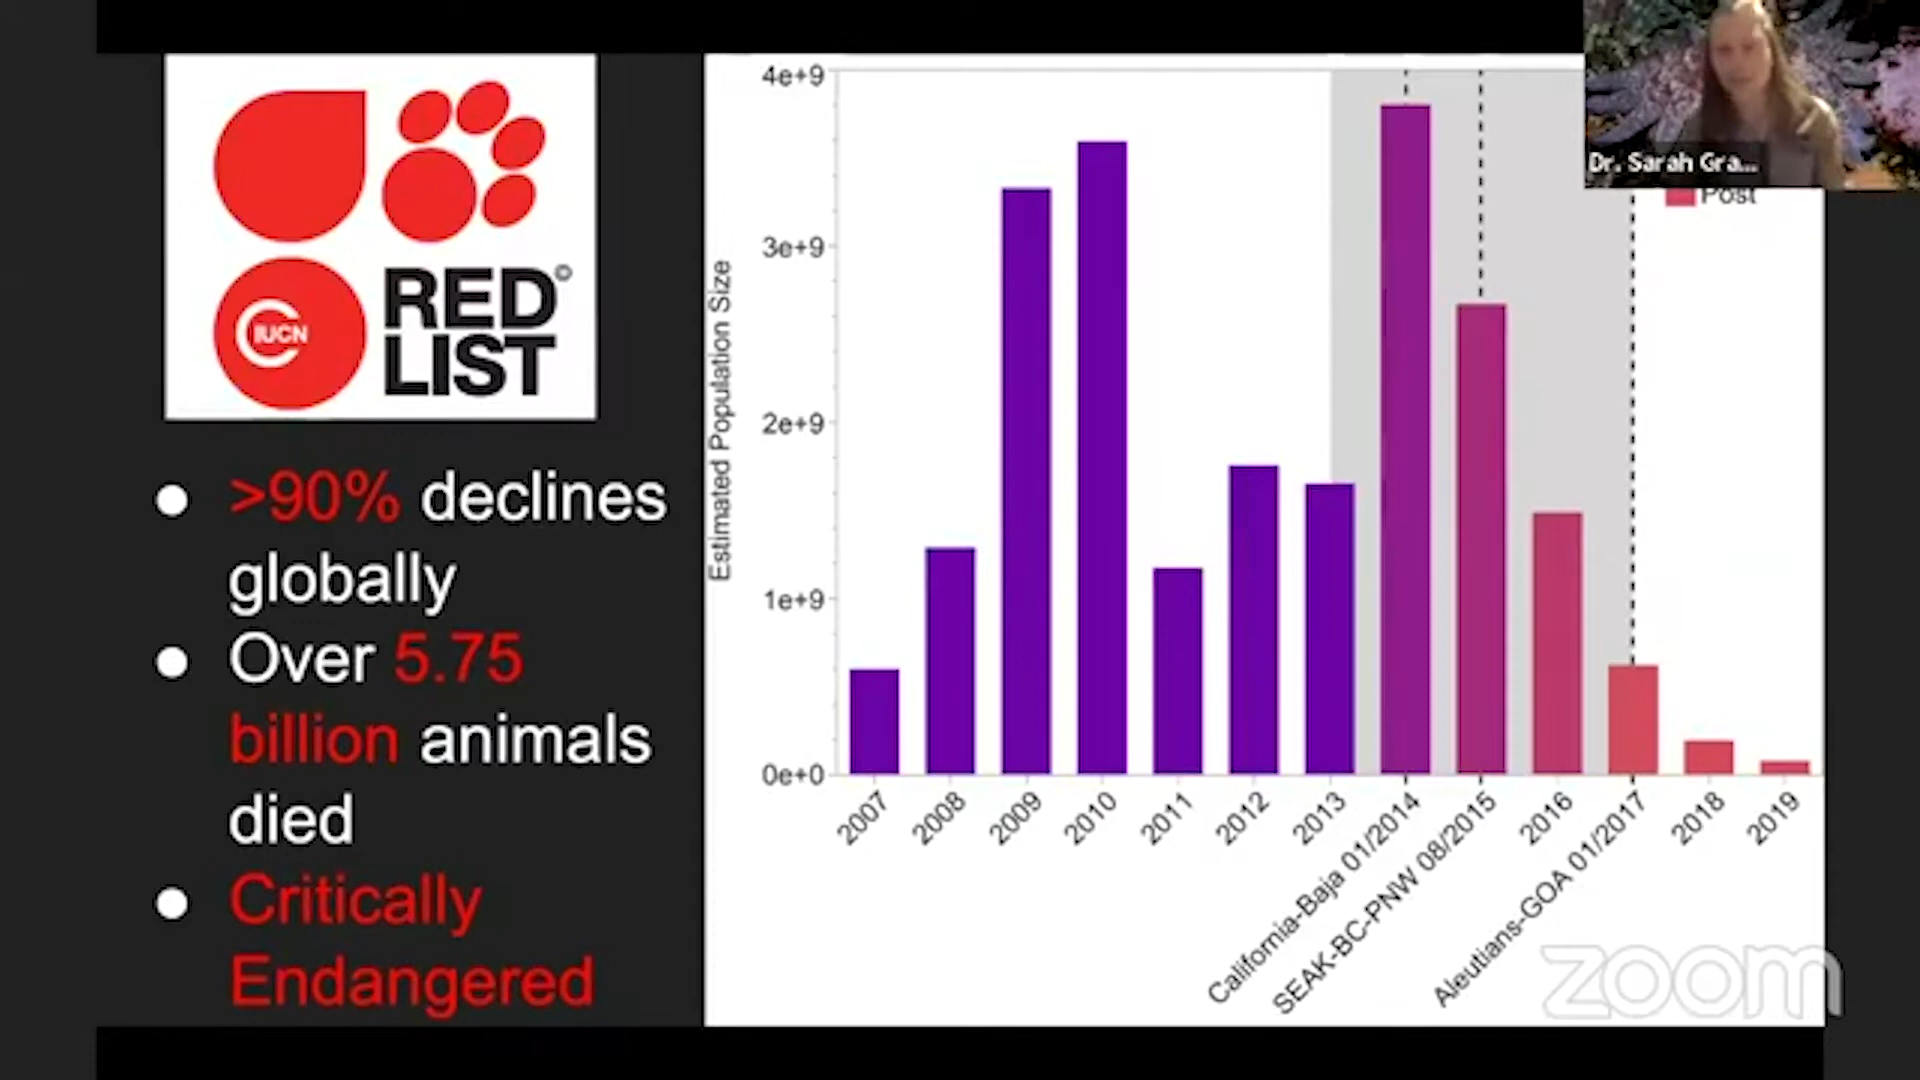 IUCN
RED
LIST
©
>90% declines
globally
Over 5.75
billion animals
died
Critically
Endangered
Estimated Population Size
4e+9
3e+9
2e+9
1e+9
0e+0
2007
2008
2009
2010
2011
2012
2013
California-Baja 01/2014
SEAK-BC-PNW 08/2015
2016
Aleutians-GOA 01/2017
2018
2019
Post
Dr. Sarah Gra...
zoom